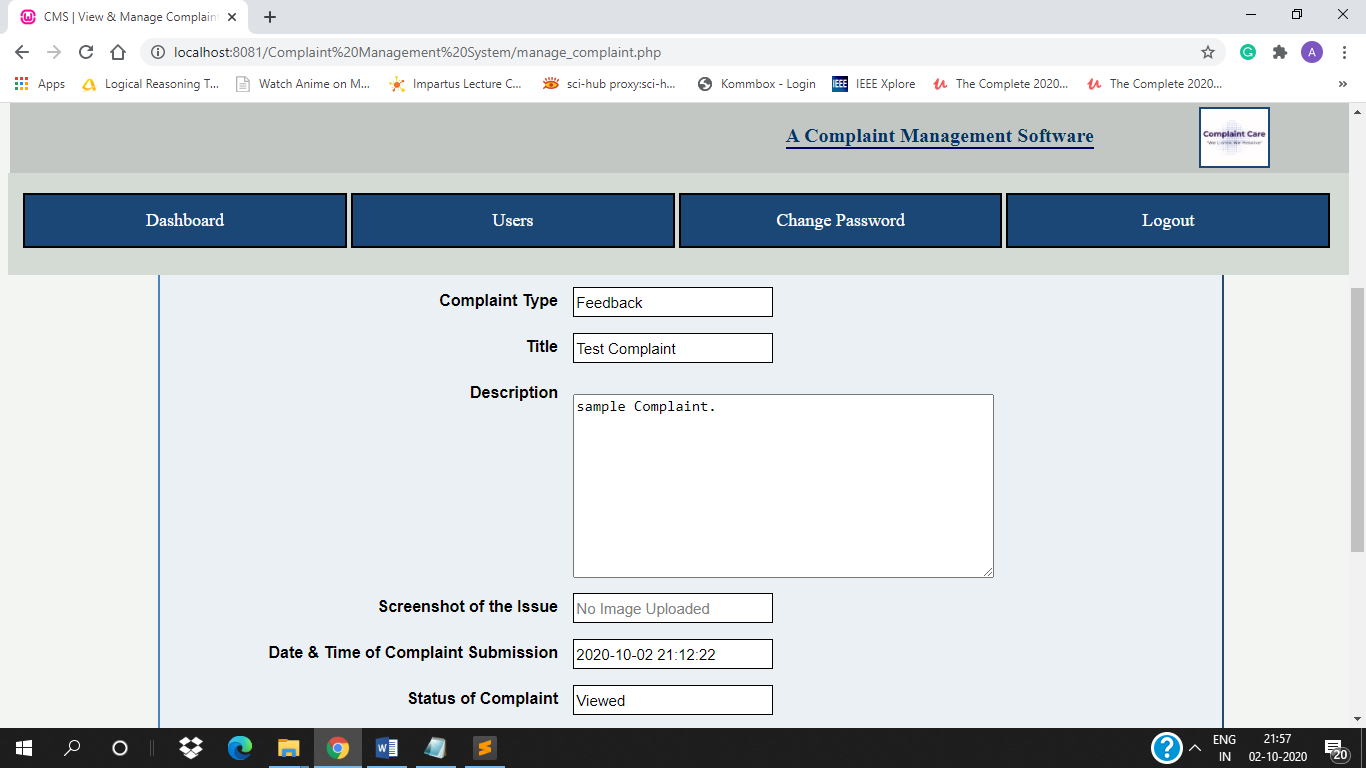 CMS | View & Manage Complain
localhost:8081/Complaint%20Management%20System/manage_complaint.php
A
Apps
Logical Reasoning T...
Watch Anime on M...
Impartus Lecture C...
sci-hub proxy:sci-h...
Kommbox - Login
IEEE
IEEE Xplore
The Complete 2020...
The Complete 2020...
»
A Complaint Management Software
Complaint Care
Dashboard
Users
Change Password
Logout
Complaint Type
Feedback
Title
Test Complaint
Description
sample Complaint.
Screenshot of the Issue
No Image Uploaded
Date & Time of Complaint Submission
2020-10-02 21:12:22
Status of Complaint
Viewed
ENG
IN
21:57
02-10-2020
20